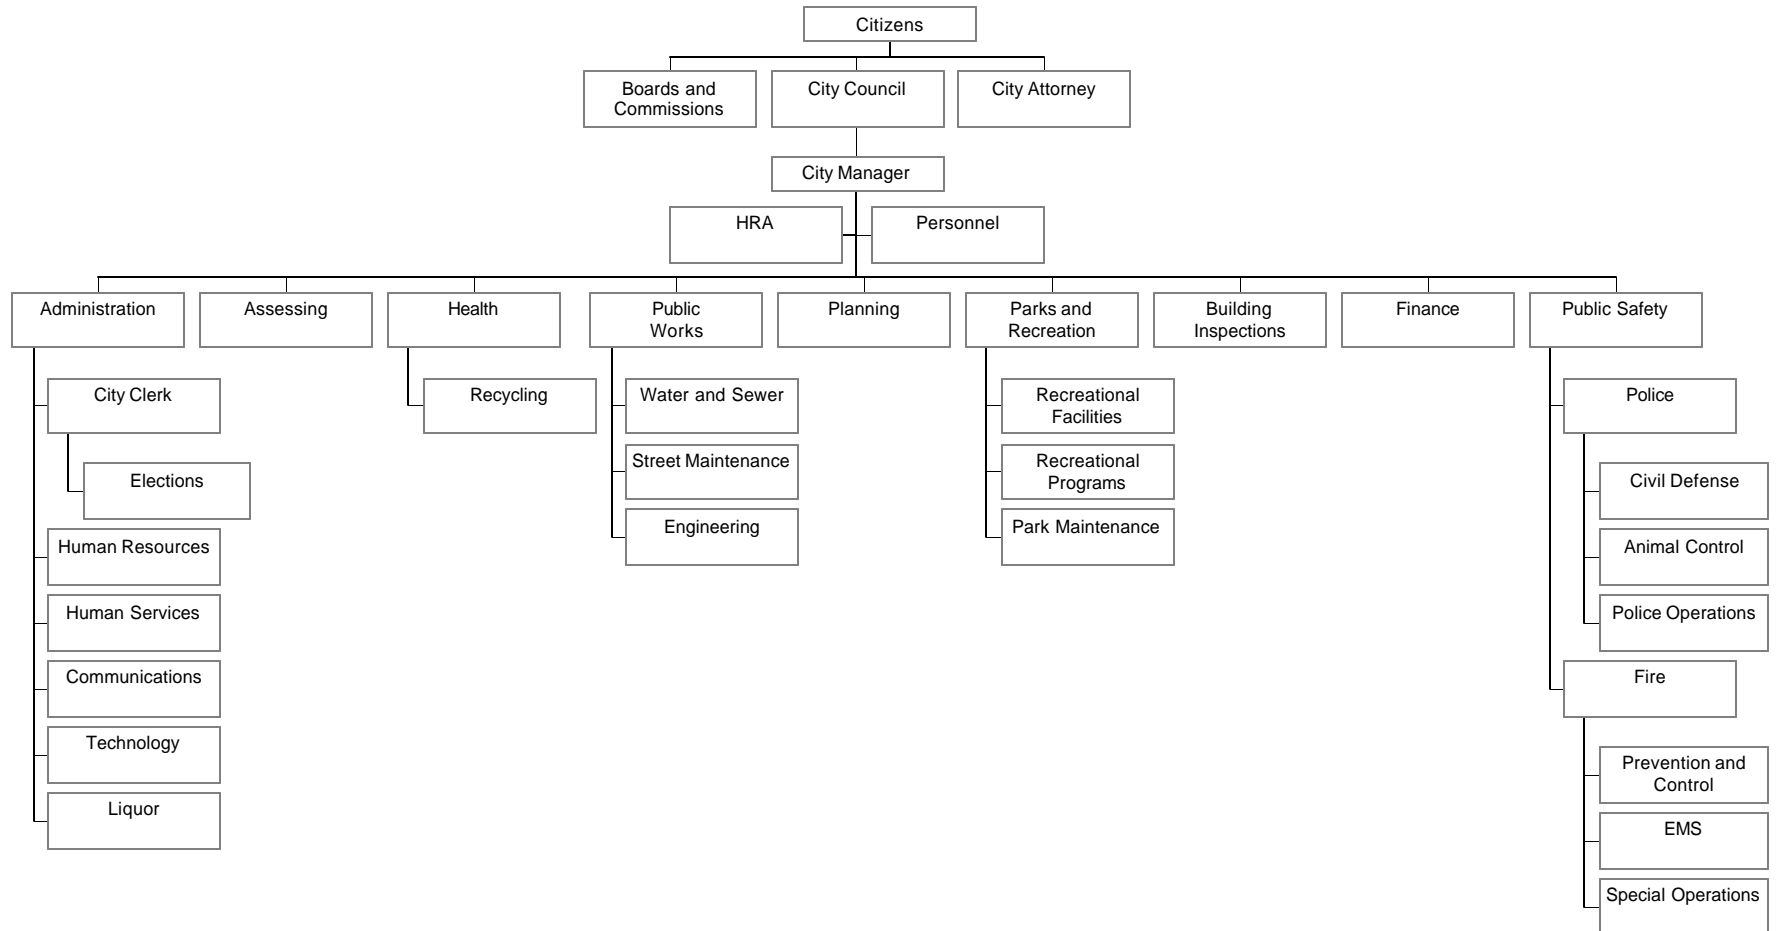 Citizens
Boards and
Commissions
City Council
City Attorney
City Manager
HRA
Personnel
Administration
Assessing
Health
Public
Works
Planning
Parks and
Recreation
Building
Inspections
Finance
Public Safety
City Clerk
Elections
Human Resources
Human Services
Communications
Technology
Liquor
Recycling
Water and Sewer
Street Maintenance
Engineering
Recreational
Facilities
Recreational
Programs
Park Maintenance
Police
Civil Defense
Animal Control
Police Operations
Fire
Prevention and
Control
EMS
Special Operations